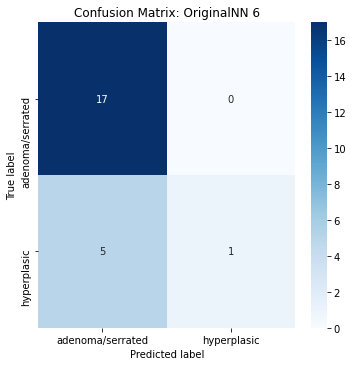 Confusion Matrix: OriginalNN 6
True label
adenoma/serrated
hyperplasic
17
0
5
1
adenoma/serrated
hyperplasic
Predicted label
16
14
12
10
8
6
4
2
0